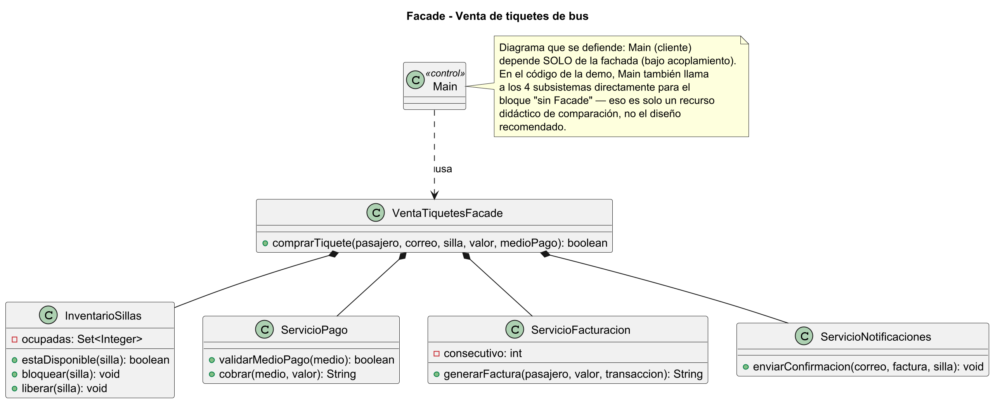 Facade - Venta de tiquetes de bus
Diagrama que se defiende: Main (cliente)
depende SOLO de la fachada (bajo acoplamiento).
En el código de la demo, Main también llama
a los 4 subsistemas directamente para el
bloque "sin Facade" — eso es solo un recurso
didáctico de comparación, no el diseño
recomendado.
C
«control»
Main
usa
C VentaTiquetesFacade
comprarTiquete(pasajero, correo, silla, valor, medioPago): boolean
C InventarioSillas
ocupadas: Set<Integer>
estaDisponible(silla): boolean
bloquear(silla): void
liberar(silla): void
C ServicioPago
validarMedioPago(medio): boolean
cobrar(medio, valor): String
C ServicioFacturacion
consecutivo: int
generarFactura(pasajero, valor, transaccion): String
C ServicioNotificaciones
enviarConfirmacion(correo, factura, silla): void